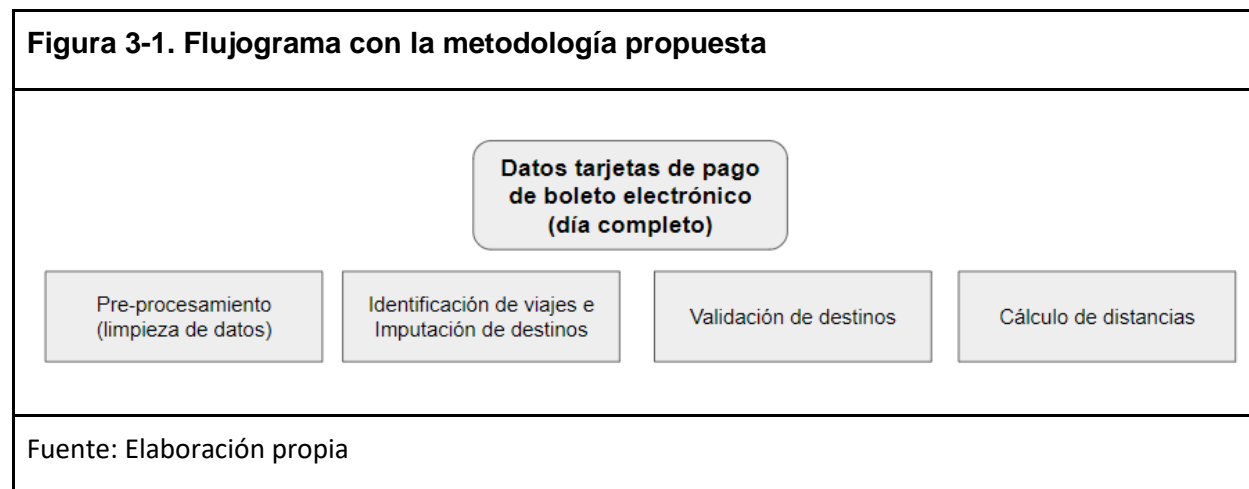 Figura 3-1. Flujograma con la metodología propuesta
Datos tarjetas de pago
de boleto electrónico
(día completo)
Pre-procesamiento
(limpieza de datos)
Identificación de viajes e
Imputación de destinos
Validación de destinos
Cálculo de distancias
Fuente: Elaboración propia